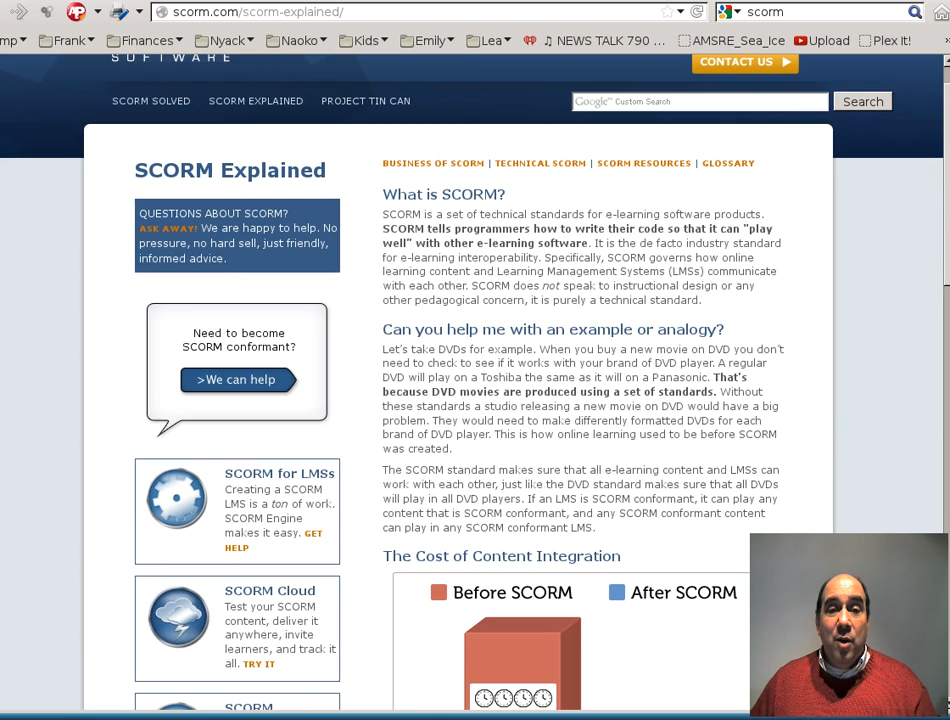 scorm.com/scorm-explained/
scorm
Frank Finances Nyack Naoko Kids Emily Lea NEWS TALK 790 ... AMSRE_Sea_Ice Upload Plex It!
SOFTWARE
CONTACT US
SCORM SOLVED SCORM EXPLAINED PROJECT TIN CAN
Google™ Custom Search
Search
SCORM Explained
QUESTIONS ABOUT SCORM?
ASK AWAY! We are happy to help. No
pressure, no hard sell, just friendly,
informed advice.
Need to become
SCORM conformant?
>We can help
SCORM for LMSs
Creating a SCORM
LMS is a ton of work.
SCORM Engine
makes it easy. GET
HELP
SCORM Cloud
Test your SCORM
content, deliver it
anywhere, invite
learners, and track it
all. TRY IT
SCORM
BUSINESS OF SCORM | TECHNICAL SCORM | SCORM RESOURCES | GLOSSARY
What is SCORM?
SCORM is a set of technical standards for e-learning software products.
SCORM tells programmers how to write their code so that it can "play
well" with other e-learning software. It is the de facto industry standard
for e-learning interoperability. Specifically, SCORM governs how online
learning content and Learning Management Systems (LMSs) communicate
with each other. SCORM does not speak to instructional design or any
other pedagogical concern, it is purely a technical standard.
Can you help me with an example or analogy?
Let's take DVDs for example. When you buy a new movie on DVD you don't
need to check to see if it works with your brand of DVD player. A regular
DVD will play on a Toshiba the same as it will on a Panasonic. That's
because DVD movies are produced using a set of standards. Without
these standards a studio releasing a new movie on DVD would have a big
problem. They would need to make differently formatted DVDs for each
brand of DVD player. This is how online learning used to be before SCORM
was created.
The SCORM standard makes sure that all e-learning content and LMSs can
work with each other, just like the DVD standard makes sure that all DVDs
will play in all DVD players. If an LMS is SCORM conformant, it can play any
content that is SCORM conformant, and any SCORM conformant content
can play in any SCORM conformant LMS.
The Cost of Content Integration
Before SCORM After SCORM